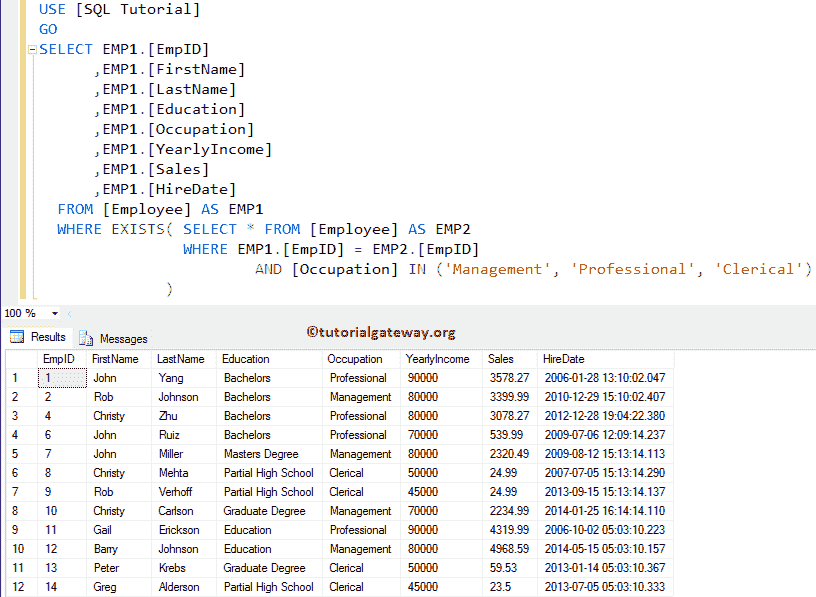 USE [SQL Tutorial]
GO
SELECT EMP1.[EmpID]
,EMP1.[FirstName]
,EMP1.[LastName]
,EMP1.[Education]
,EMP1.[Occupation]
,EMP1.[YearlyIncome]
,EMP1.[Sales]
,EMP1.[HireDate]
FROM [Employee] AS EMP1
WHERE EXISTS( SELECT * FROM [Employee] AS EMP2
WHERE EMP1.[EmpID] = EMP2.[EmpID]
AND [Occupation] IN ('Management', 'Professional', 'Clerical')
)
100 %
Results Messages ©tutorialgateway.org
EmpID FirstName LastName Education Occupation YearlyIncome Sales HireDate
1 1 John Yang Bachelors Professional 90000 3578.27 2006-01-28 13:10:02.047
2 2 Rob Johnson Bachelors Management 80000 3399.99 2010-12-29 15:10:02.407
3 4 Christy Zhu Bachelors Professional 80000 3078.27 2012-12-28 19:04:22.380
4 6 John Ruiz Bachelors Professional 70000 539.99 2009-07-06 12:09:14.237
5 7 John Miller Masters Degree Management 80000 2320.49 2009-08-12 15:13:14.113
6 8 Christy Mehta Partial High School Clerical 50000 24.99 2007-07-05 15:13:14.290
7 9 Rob Verhoff Partial High School Clerical 45000 24.99 2013-09-15 15:13:14.137
8 10 Christy Carlson Graduate Degree Management 70000 2234.99 2014-01-25 16:14:14.110
9 11 Gail Erickson Education Professional 90000 4319.99 2006-10-02 05:03:10.223
10 12 Barry Johnson Education Management 80000 4968.59 2014-05-15 05:03:10.157
11 13 Peter Krebs Graduate Degree Clerical 50000 59.53 2013-01-14 05:03:10.367
12 14 Greg Alderson Partial High School Clerical 45000 23.5 2013-07-05 05:03:10.333